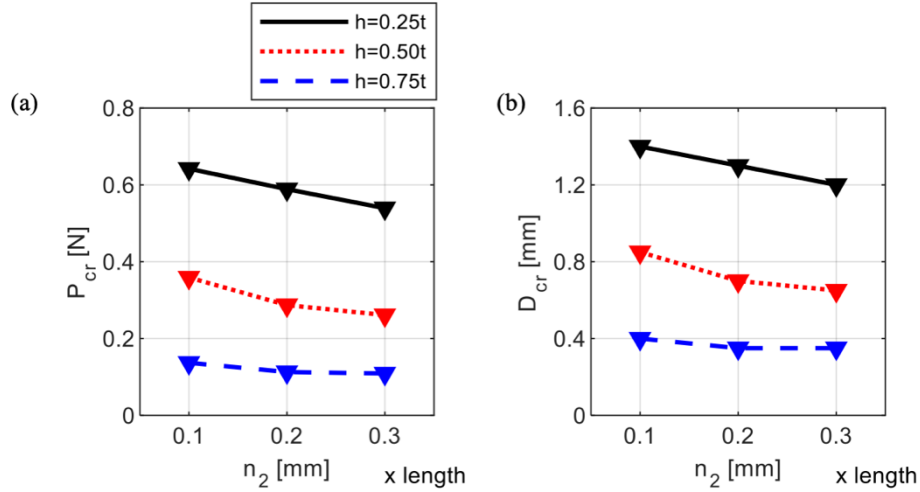 h=0.25t
h=0.50t
h=0.75t
(a)
0.8
0.6
0.4
0.2
0
P_cr [N]
0.1 0.2 0.3
n_2 [mm] x length
(b)
1.6
1.2
0.8
0.4
0
D_cr [mm]
0.1 0.2 0.3
n_2 [mm] x length